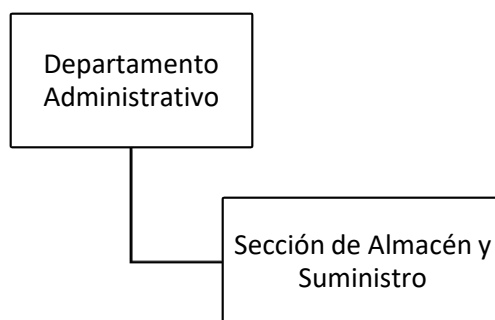 Departamento
Administrativo
Sección de Almacén y
Suministro